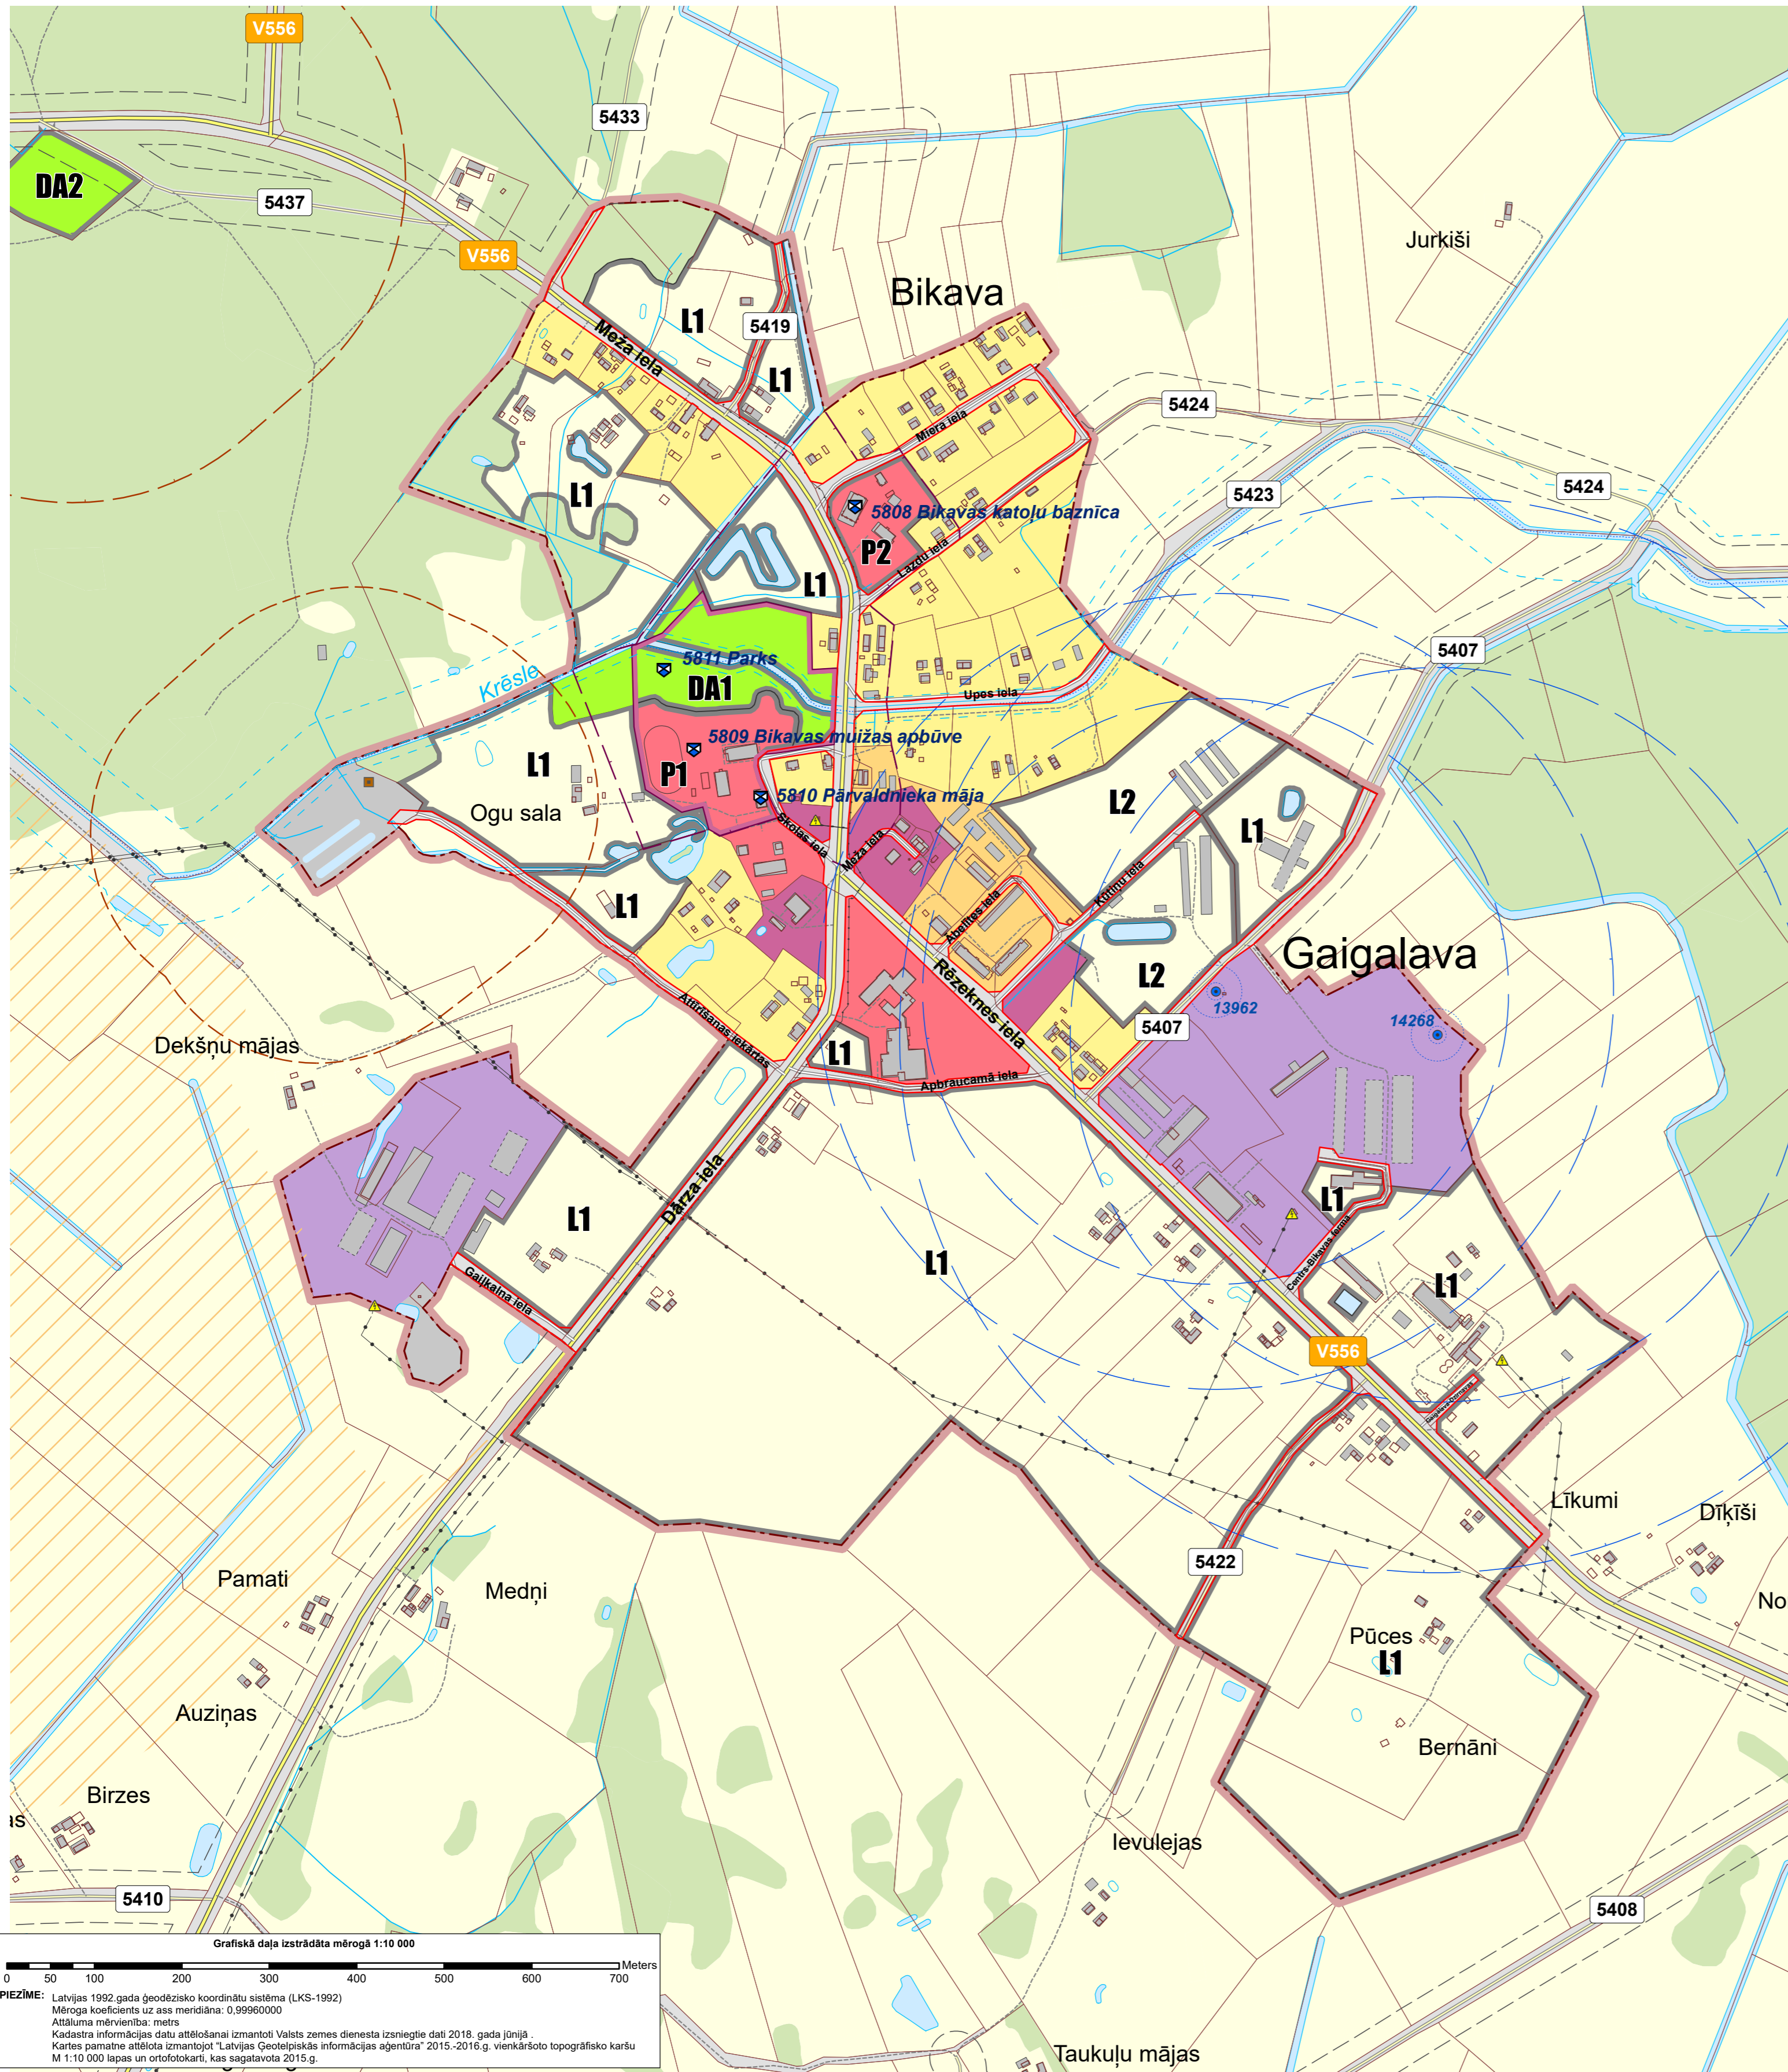 V556
5433
DA2
5437
V556
Jurkiši
Bikava
L1
5419
Meža iela
L1
5424
Miera iela
5424
5423
L1
5808 Bikavas katoļu baznīca
P2
Lazdu iela
L1
5407
5811 Parks
Krēsle
DA1
Upes iela
5809 Bikavas muižas apbūve
L1
P1
5810 Pārvaldnieka māja
L2
Ogu sala
Skolas iela
Meža iela
L1
Kūtiņu iela
L1
Ābelītes iela
Gaigalava
Rēzeknes iela
L2
13962
14268
5407
Attīrīšanas iekārtas
Dekšņu mājas
L1
Apbraucamā iela
Dārza iela
L1
L1
L1
Centrs-Bikavas ferma
Gaiļkalna iela
L1
V556
Līkumi
Dīķīši
5422
Pamati
Medņi
No
Pūces
L1
Auziņas
Bernāni
Birzes
as
Ievulejas
5410
5408
Grafiskā daļa izstrādāta mērogā 1:10 000
Meters
0 50 100 200 300 400 500 600 700
PIEZĪME: Latvijas 1992.gada ģeodēzisko koordinātu sistēma (LKS-1992)
Mēroga koeficients uz ass meridiāna: 0,99960000
Attāluma mērvienība: metrs
Kadastra informācijas datu attēlošanai izmantoti Valsts zemes dienesta izsniegtie dati 2018. gada jūnijā .
Kartes pamatne attēlota izmantojot "Latvijas Ģeotelpiskās informācijas aģentūra" 2015.-2016.g. vienkāršoto topogrāfisko karšu
M 1:10 000 lapas un ortofotokarti, kas sagatavota 2015.g.
Taukuļu mājas